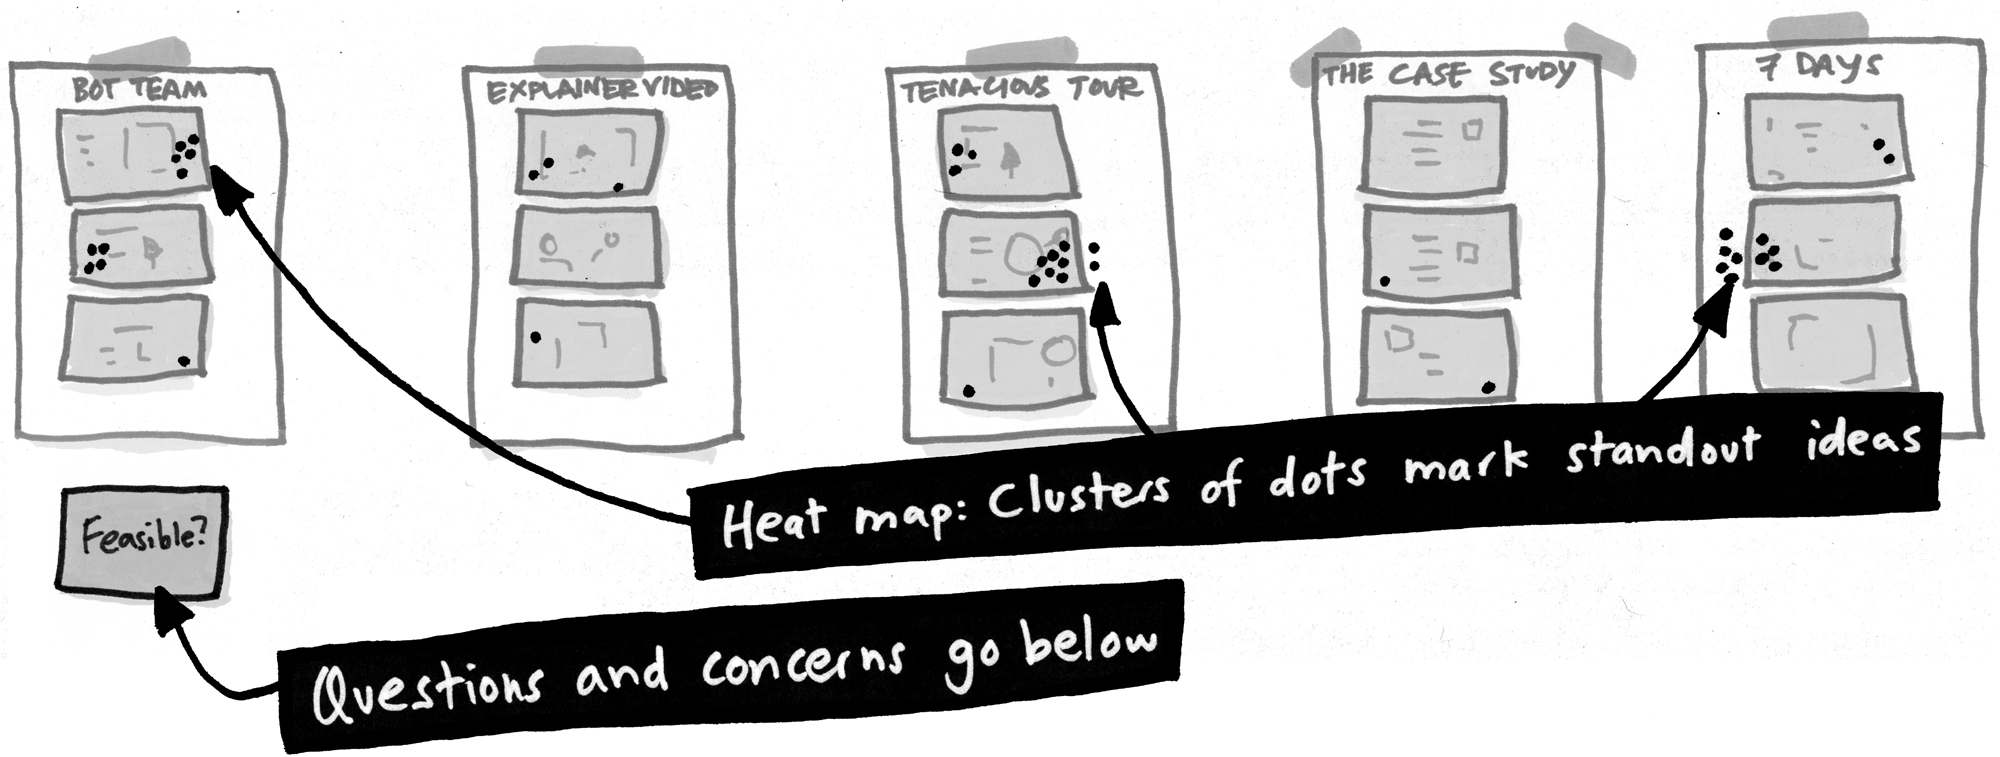 BOT TEAM
EXPLAINER VIDEO
TENACIOUS TOUR
THE CASE STUDY
7 DAYS
Heat map: Clusters of dots mark standout ideas
Feasible?
Questions and concerns go below